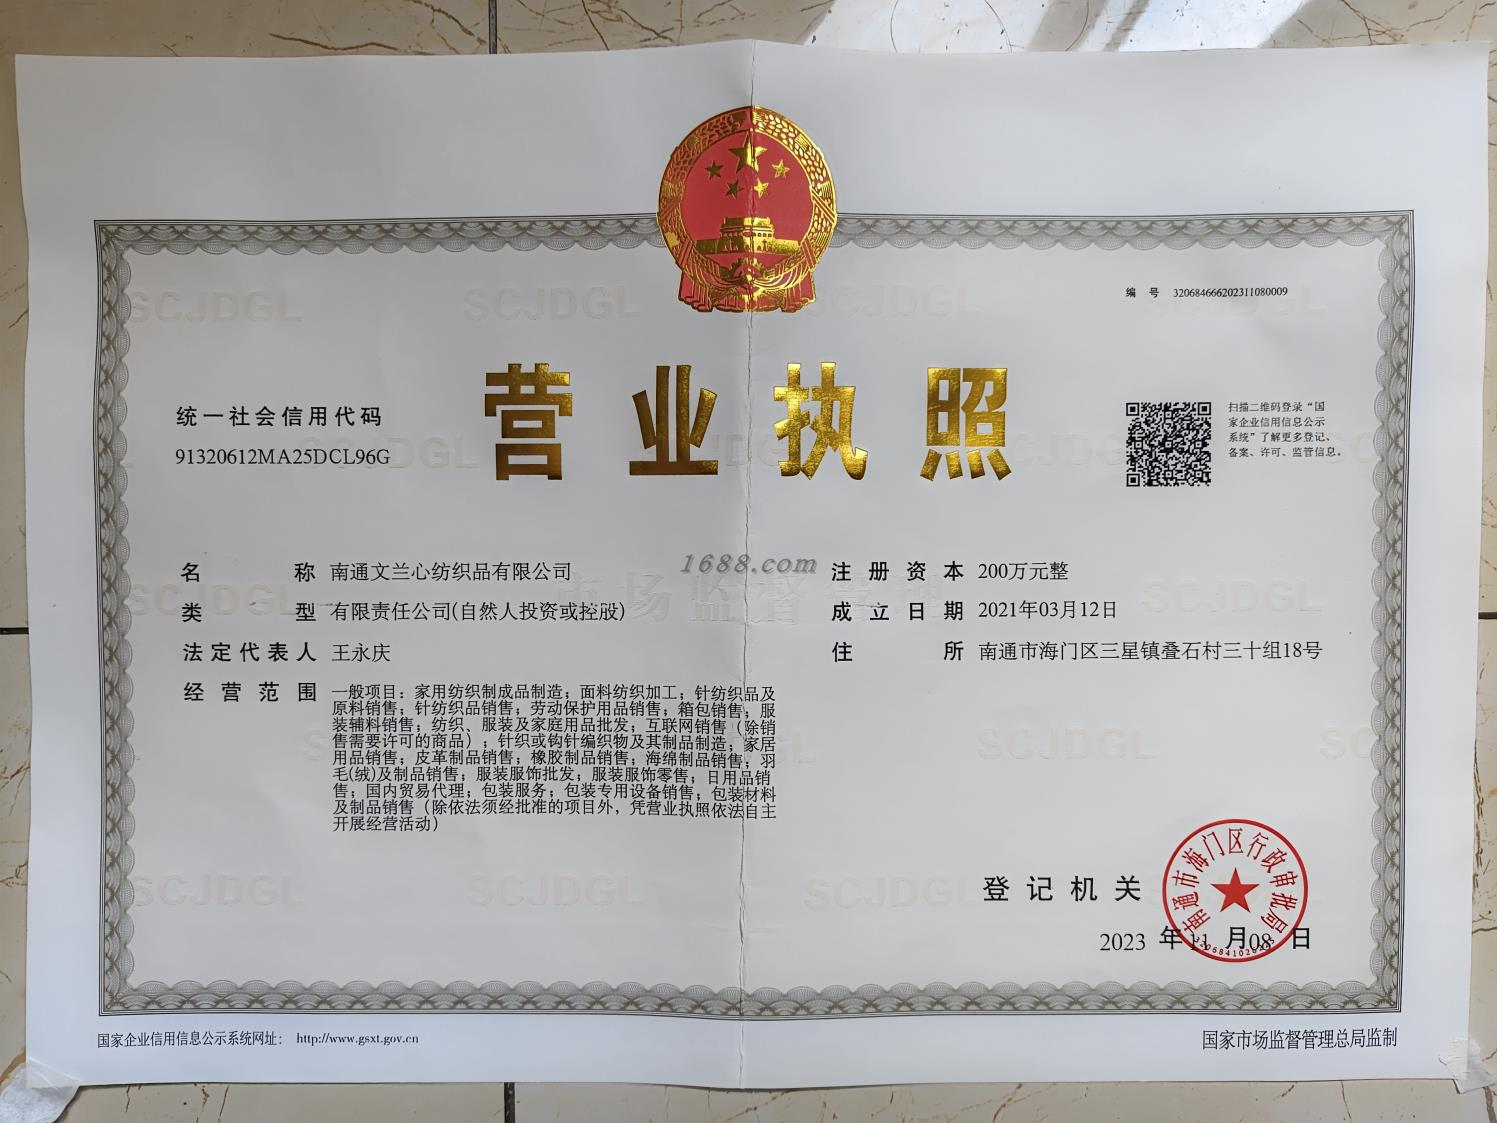 编 号 320684666202311080009
营业执照
统一社会信用代码
91320612MA25DCL96G
扫描二维码登录“国
家企业信用信息公示
系统”了解更多登记、
备案、许可、监管信息。
1688.com
名 称 南通文兰心纺织品有限公司
类 型 有限责任公司(自然人投资或控股)
法定代表人 王永庆
经营范围 一般项目：家用纺织制成品制造；面料纺织加工；针纺织品及
原料销售；针纺织品销售；劳动保护用品销售；箱包销售；服
装辅料销售；纺织、服装及家庭用品批发；互联网销售（除销
售需要许可的商品）；针织或钩针编织物及其制品制造；家居
用品销售；皮革制品销售；橡胶制品销售；海绵制品销售；羽
毛(绒)及制品销售；服装服饰批发；服装服饰零售；日用品销
售；国内贸易代理；包装服务；包装专用设备销售；包装材料
及制品销售（除依法须经批准的项目外，凭营业执照依法自主
开展经营活动）
注册资本 200万元整
成立日期 2021年03月12日
住 所 南通市海门区三星镇叠石村三十组18号
SCJDGL
市场监督管理
登记机关
南通市海门区行政审批局
2023 年 11 月 08 日
国家企业信用信息公示系统网址： http://www.gsxt.gov.cn
国家市场监督管理总局监制